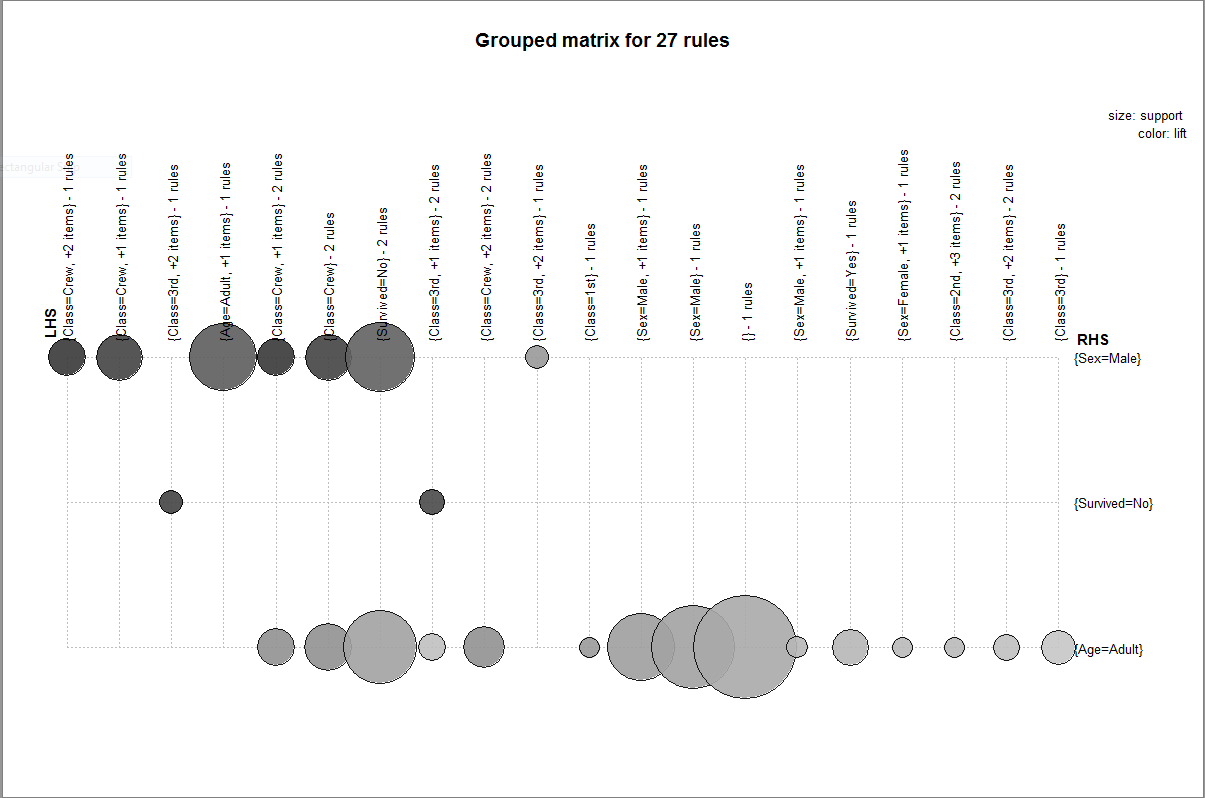 Grouped matrix for 27 rules
size: support
color: lift
{Class=Crew, +2 items} - 1 rules
{Class=Crew, +1 items} - 1 rules
{Class=3rd, +2 items} - 1 rules
{Age=Adult, +1 items} - 1 rules
{Class=Crew, +1 items} - 2 rules
{Class=Crew} - 2 rules
{Survived=No} - 2 rules
{Class=3rd, +1 items} - 2 rules
{Class=Crew, +2 items} - 2 rules
{Class=3rd, +2 items} - 1 rules
{Class=1st} - 1 rules
{Sex=Male, +1 items} - 1 rules
{Sex=Male} - 1 rules
{} - 1 rules
{Sex=Male, +1 items} - 1 rules
{Survived=Yes} - 1 rules
{Sex=Female, +1 items} - 1 rules
{Class=2nd, +3 items} - 2 rules
{Class=3rd, +2 items} - 2 rules
{Class=3rd} - 1 rules
LHS
RHS
{Sex=Male}
{Survived=No}
{Age=Adult}